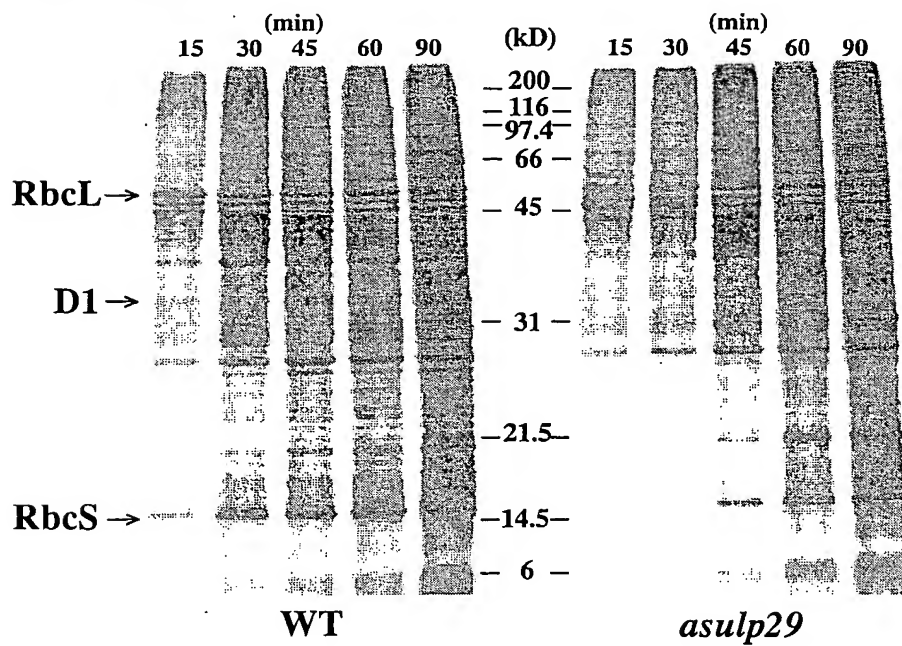 (min) (kD) (min)
15 30 45 60 90 15 30 45 60 90
200
116
97.4
66
RbcL →
45
D1 →
31
21.5
RbcS →
14.5
6
WT asulp29